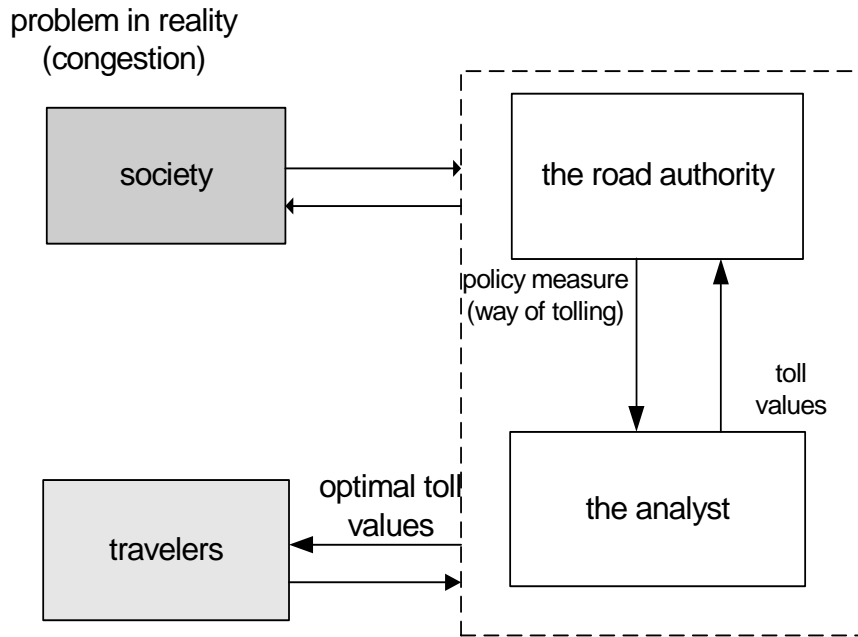 problem in reality
(congestion)
society
the road authority
policy measure
(way of tolling)
toll
values
optimal toll
values
the analyst
travelers